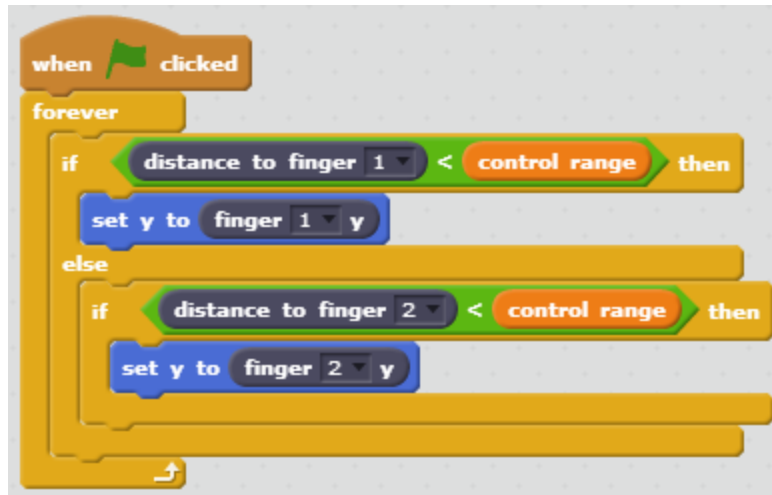 when clicked
forever
if distance to finger 1 < control range then
set y to finger 1 y
else
if distance to finger 2 < control range then
set y to finger 2 y